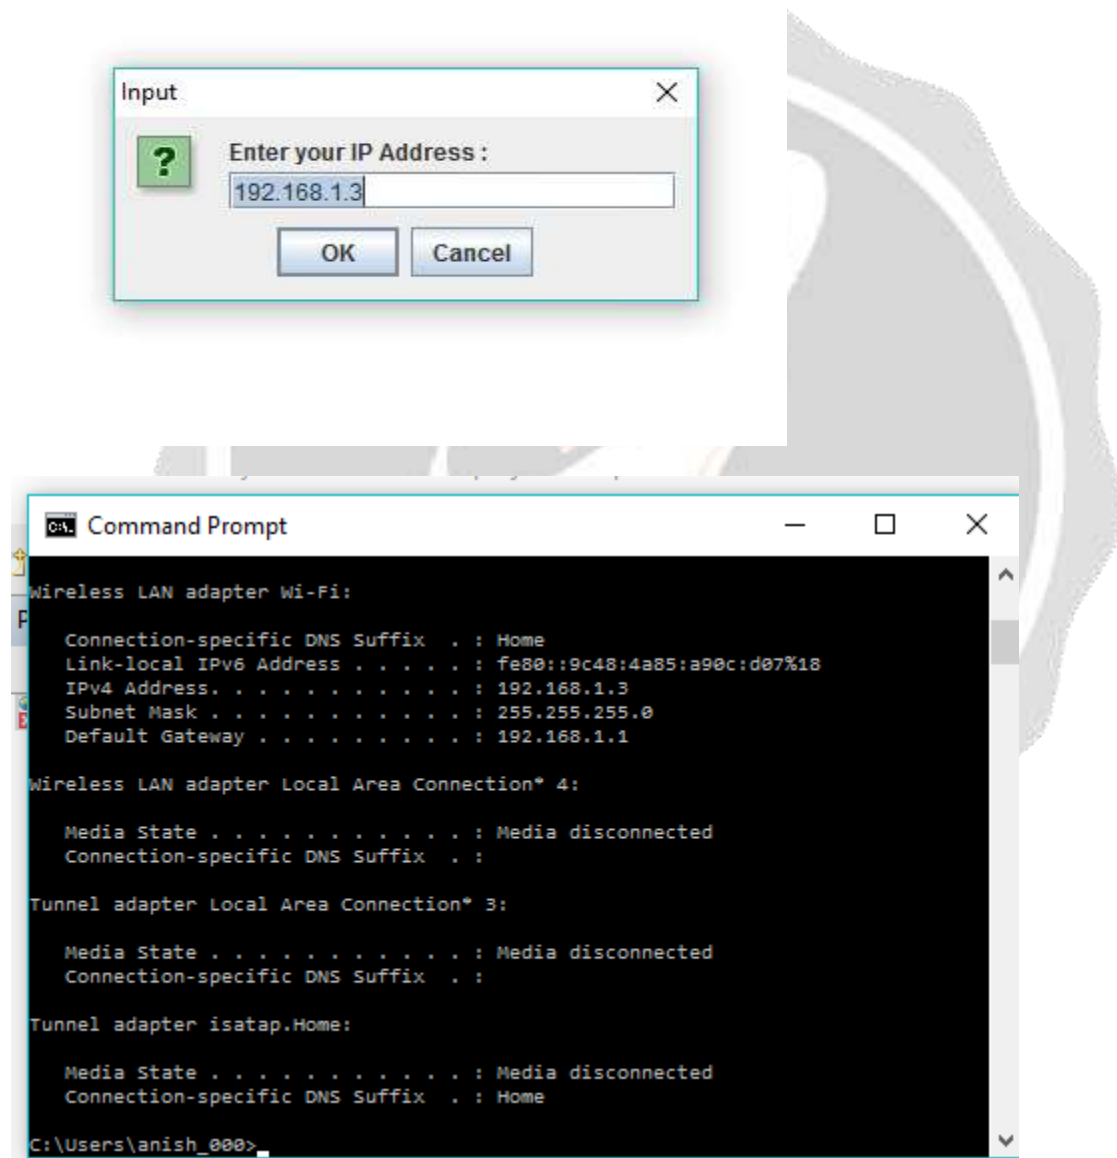 Input
?
Enter your IP Address :
192.168.1.3
OK Cancel
C:\. Command Prompt
Wireless LAN adapter Wi-Fi:
Connection-specific DNS Suffix . : Home
Link-local IPv6 Address . . . . . : fe80::9c48:4a85:a90c:d07%18
IPv4 Address. . . . . . . . . . . : 192.168.1.3
Subnet Mask . . . . . . . . . . . : 255.255.255.0
Default Gateway . . . . . . . . . : 192.168.1.1
Wireless LAN adapter Local Area Connection* 4:
Media State . . . . . . . . . . . : Media disconnected
Connection-specific DNS Suffix . :
Tunnel adapter Local Area Connection* 3:
Media State . . . . . . . . . . . : Media disconnected
Connection-specific DNS Suffix . :
Tunnel adapter isatap.Home:
Media State . . . . . . . . . . . : Media disconnected
Connection-specific DNS Suffix . : Home
C:\Users\anish_000>